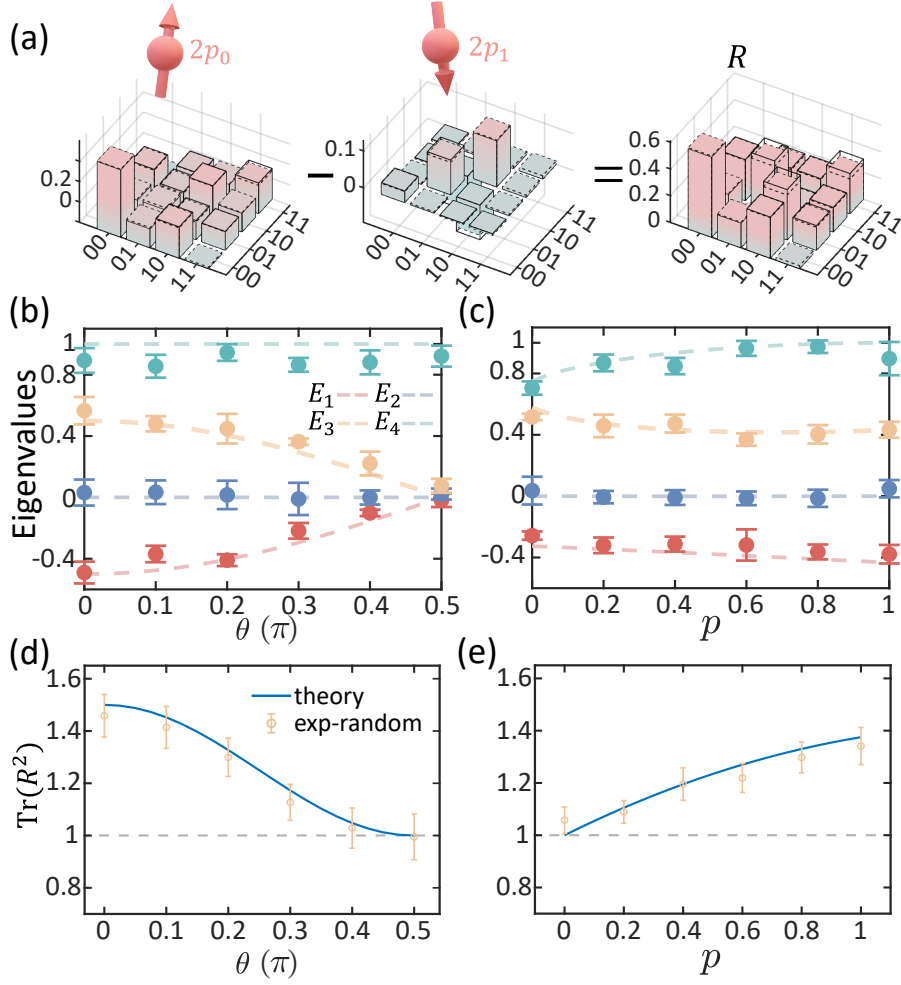 (a)
2p₀
2p₁
R
0.2
0
00
01
10
11
00
01
10
11
−
0.1
0
00
01
10
11
00
01
10
11
=
0.6
0.4
0.2
0
00
01
10
11
00
01
10
11
(b)
Eigenvalues
1
0.8
0.4
0
-0.4
E₁ E₂
E₃ E₄
0 0.1 0.2 0.3 0.4 0.5
θ (π)
(c)
1
0.8
0.4
0
-0.4
0 0.2 0.4 0.6 0.8 1
p
(d)
Tr(R²)
1.6
1.4
1.2
1
0.8
theory
exp-random
0 0.1 0.2 0.3 0.4 0.5
θ (π)
(e)
1.6
1.4
1.2
1
0.8
0 0.2 0.4 0.6 0.8 1
p